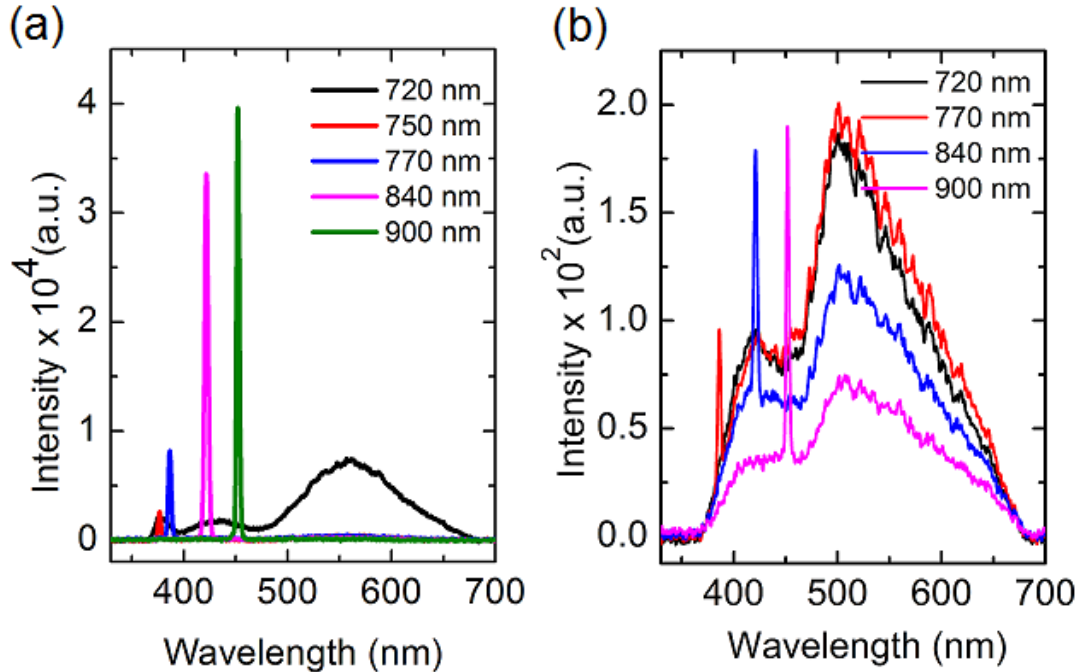 (a)
720 nm
750 nm
770 nm
840 nm
900 nm
4
3
2
1
0
400 500 600 700
Intensity x 10^4 (a.u.)
Wavelength (nm)
(b)
720 nm
770 nm
840 nm
900 nm
2.0
1.5
1.0
0.5
0.0
400 500 600 700
Intensity x 10^2 (a.u.)
Wavelength (nm)